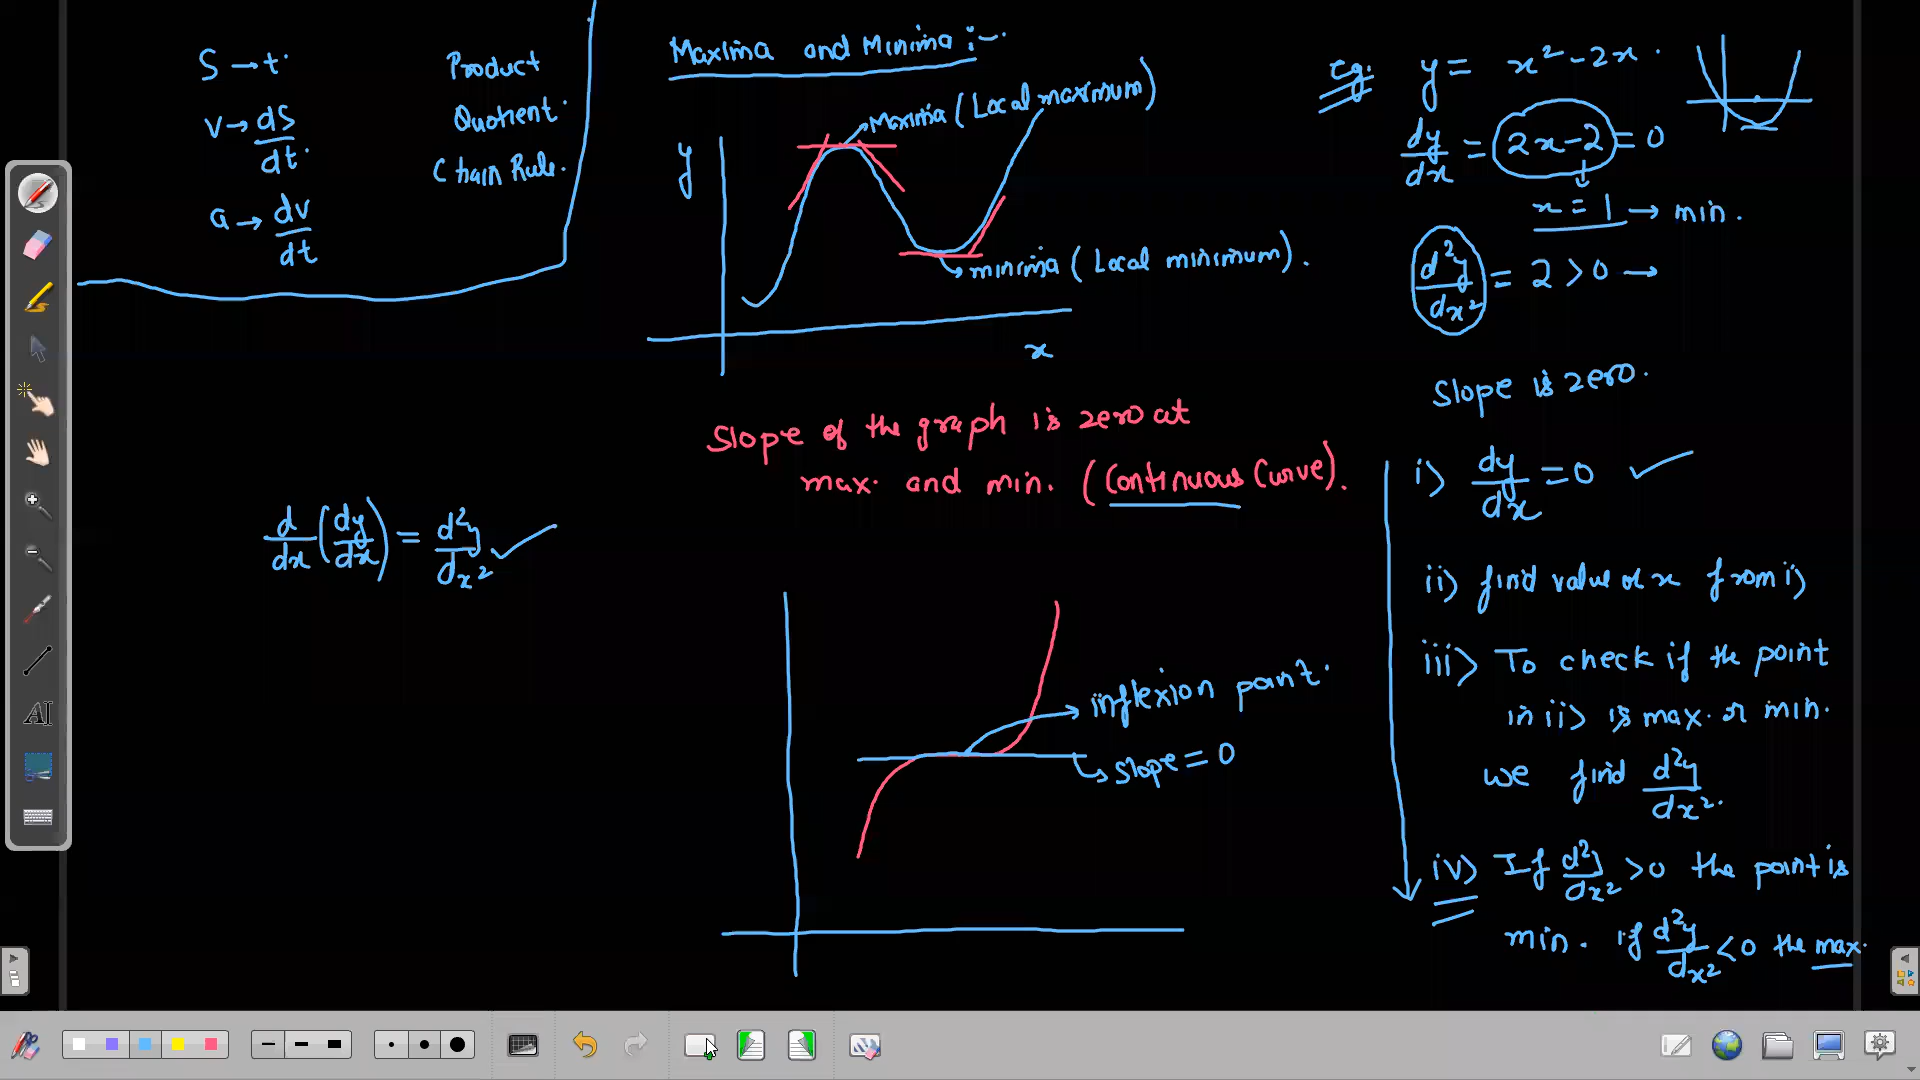 S → t.
v → dS/dt.
a → dv/dt
Product
Quotient.
Chain Rule.
d/dx (dy/dx) = d²y/dx² ✓
Maxima and Minima :-
y
Maxima (Local maximum)
minima (Local minimum).
x
Slope of the graph is zero at
max. and min. (Continuous Curve).
inflexion point.
slope = 0
Eg. y = x² - 2x.
dy/dx = 2x-2 = 0
x = 1 → min.
d²y/dx² = 2 > 0 →
Slope is zero.
i) dy/dx = 0 ✓
ii) find value of x from i)
iii) To check if the point
in ii) is max. or min.
we find d²y/dx².
iv) If d²y/dx² > 0 the point is
min. if d²y/dx² < 0 the max.
AI